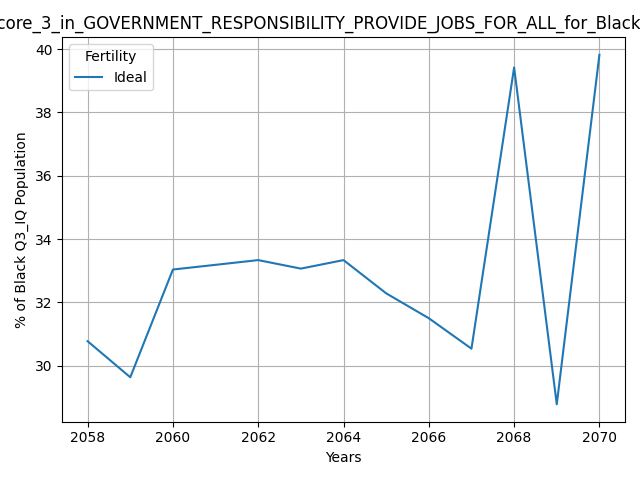 core_3_in_GOVERNMENT_RESPONSIBILITY_PROVIDE_JOBS_FOR_ALL_for_Black
Fertility
Ideal
40
38
36
34
32
30
% of Black Q3_IQ Population
2058 2060 2062 2064 2066 2068 2070
Years